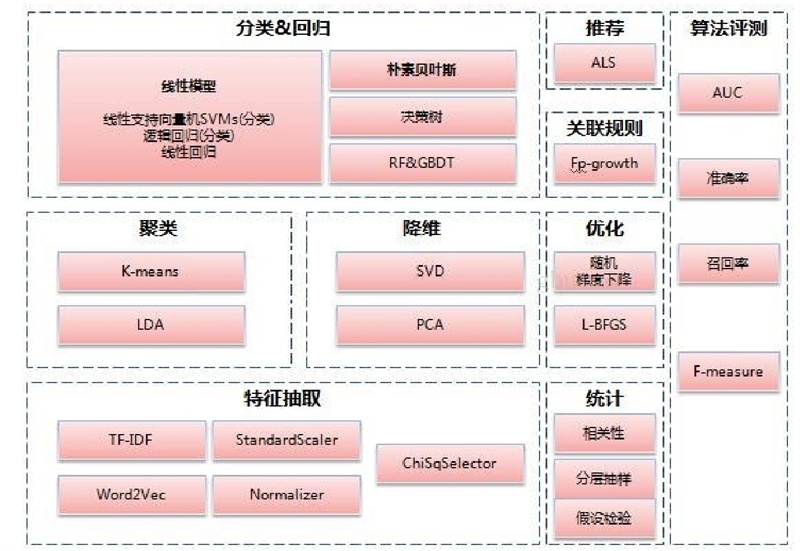 分类&回归
线性模型
线性支持向量机SVMs(分类)
逻辑回归(分类)
线性回归
朴素贝叶斯
决策树
RF&GBDT
推荐
ALS
关联规则
Fp-growth
算法评测
AUC
准确率
召回率
F-measure
聚类
K-means
LDA
降维
SVD
PCA
优化
随机
梯度下降
L-BFGS
特征抽取
TF-IDF
StandardScaler
ChiSqSelector
Word2Vec
Normalizer
统计
相关性
分层抽样
假设检验